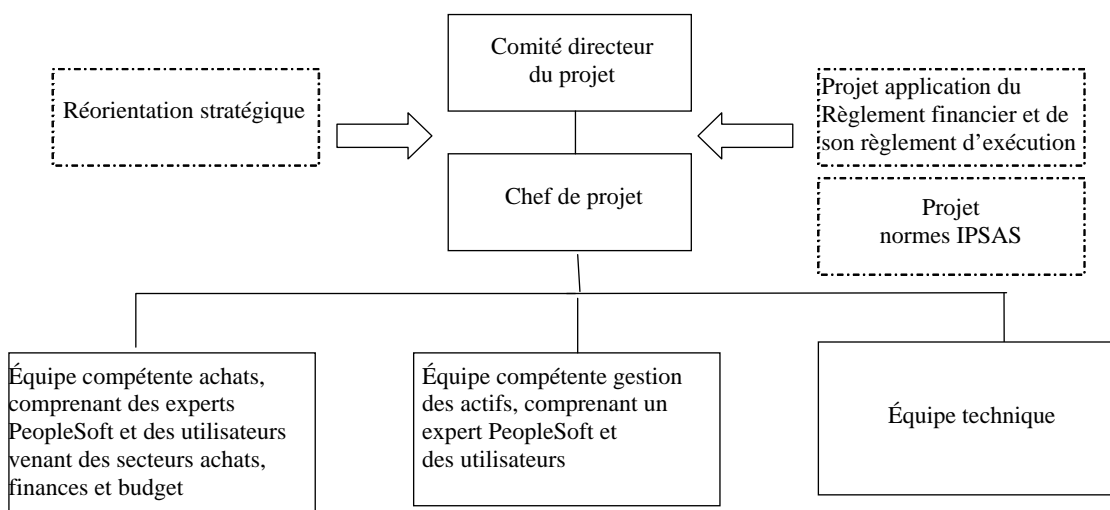 Comité directeur
du projet
Réorientation stratégique
Projet application du
Règlement financier et de
son règlement d’exécution
Chef de projet
Projet
normes IPSAS
Équipe compétente achats,
comprenant des experts
PeopleSoft et des utilisateurs
venant des secteurs achats,
finances et budget
Équipe compétente gestion
des actifs, comprenant un
expert PeopleSoft et
des utilisateurs
Équipe technique